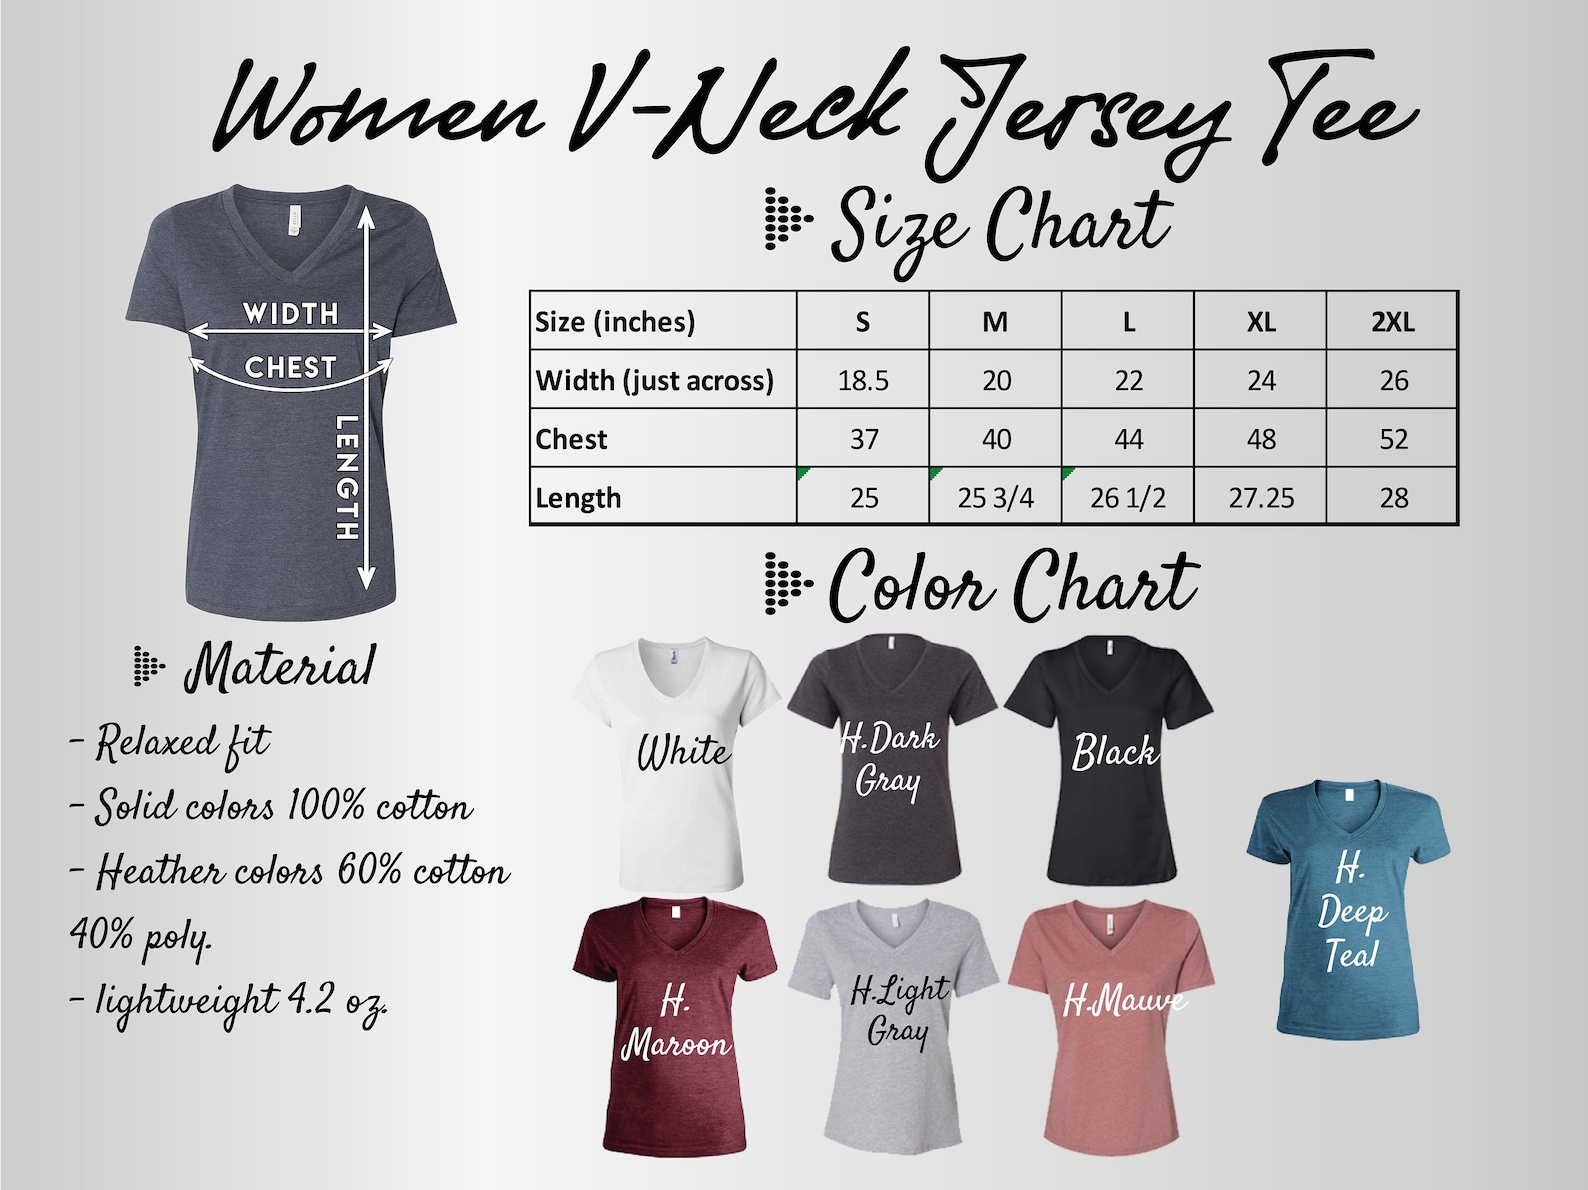 Women V-Neck Jersey Tee
Size Chart
WIDTH
CHEST
LENGTH
Size (inches) S M L XL 2XL
Width (just across) 18.5 20 22 24 26
Chest 37 40 44 48 52
Length 25 25 3/4 26 1/2 27.25 28
Color Chart
Material
- Relaxed fit
- Solid colors 100% cotton
- Heather colors 60% cotton
40% poly.
- lightweight 4.2 oz.
White
H.Dark
Gray
Black
H.
Deep
Teal
H.
Maroon
H.Light
Gray
H.Mauve